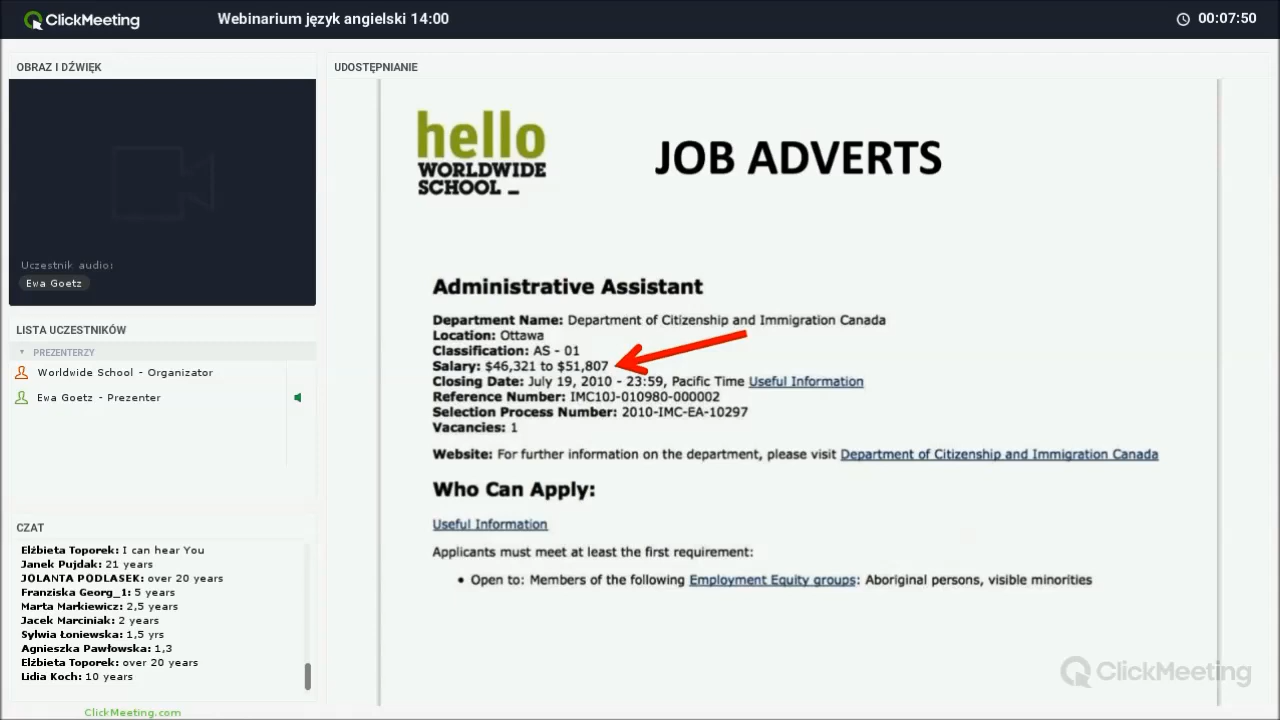 ClickMeeting
Webinarium język angielski 14:00
00:07:50
OBRAZ I DŹWIĘK
Uczestnik audio:
Ewa Goetz
LISTA UCZESTNIKÓW
PREZENTERZY
Worldwide School - Organizator
Ewa Goetz - Prezenter
CZAT
Elżbieta Toporek: I can hear You
Janek Pujdak: 21 years
JOLANTA PODLASEK: over 20 years
Franziska Georg_1: 5 years
Marta Markiewicz: 2,5 years
Jacek Marciniak: 2 years
Sylwia Łoniewska: 1,5 yrs
Agnieszka Pawłowska: 1,3
Elżbieta Toporek: over 20 years
Lidia Koch: 10 years
ClickMeeting.com
UDOSTĘPNIANIE
hello
WORLDWIDE
SCHOOL _
JOB ADVERTS
Administrative Assistant
Department Name: Department of Citizenship and Immigration Canada
Location: Ottawa
Classification: AS - 01
Salary: $46,321 to $51,807
Closing Date: July 19, 2010 - 23:59, Pacific Time Useful Information
Reference Number: IMC10J-010980-000002
Selection Process Number: 2010-IMC-EA-10297
Vacancies: 1
Website: For further information on the department, please visit Department of Citizenship and Immigration Canada
Who Can Apply:
Useful Information
Applicants must meet at least the first requirement:
• Open to: Members of the following Employment Equity groups: Aboriginal persons, visible minorities
ClickMeeting